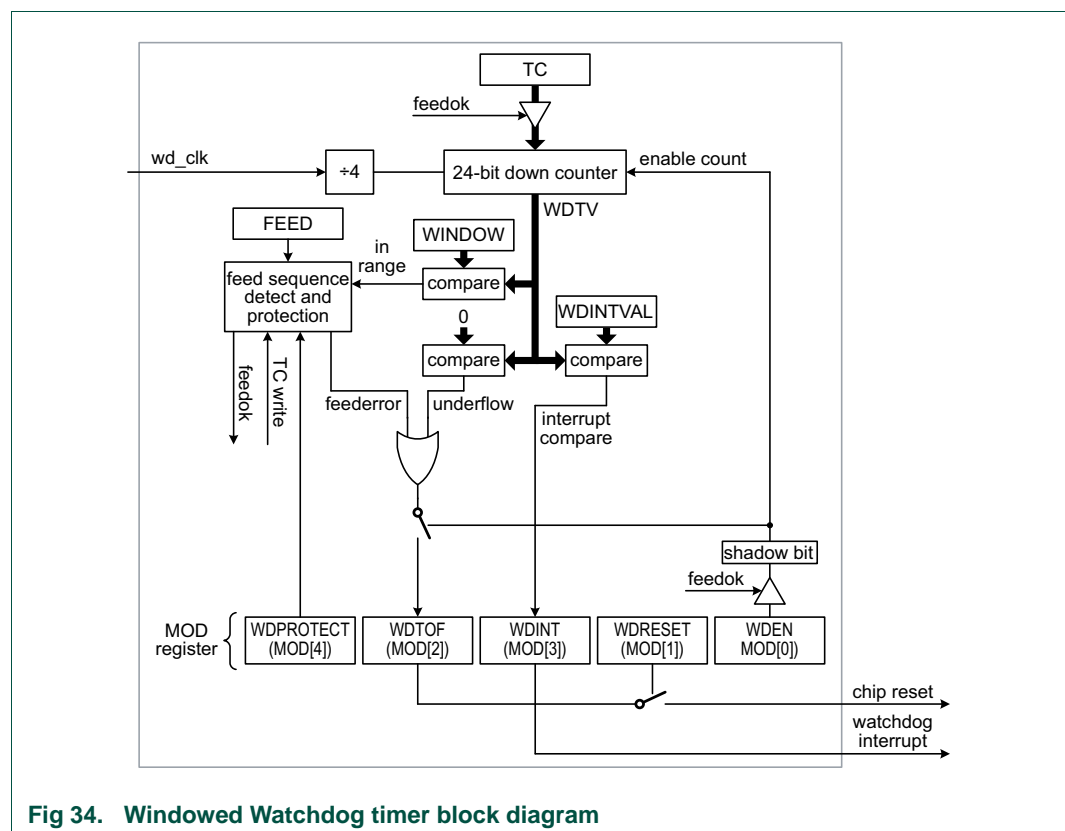 TC
feedok
wd_clk
÷4
24-bit down counter
enable count
WDTV
FEED
WINDOW
in
range
feed sequence
detect and
protection
compare
WDINTVAL
0
compare
compare
feedok
TC write
feederror
underflow
interrupt
compare
shadow bit
feedok
MOD
register
WDPROTECT
(MOD[4])
WDTOF
(MOD[2])
WDINT
(MOD[3])
WDRESET
(MOD[1])
WDEN
MOD[0])
chip reset
watchdog
interrupt
Fig 34. Windowed Watchdog timer block diagram